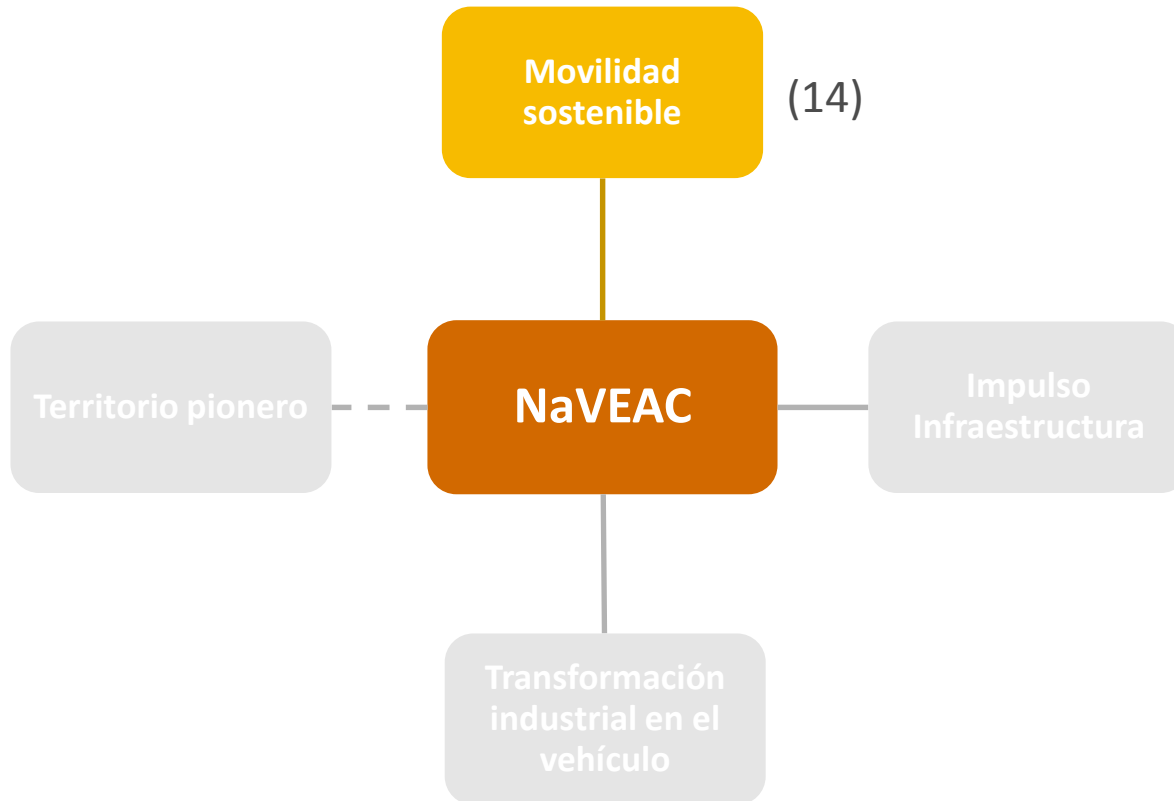 Movilidad
sostenible
(14)
Territorio pionero
NaVEAC
Impulso
Infraestructura
Transformación
industrial en el
vehículo